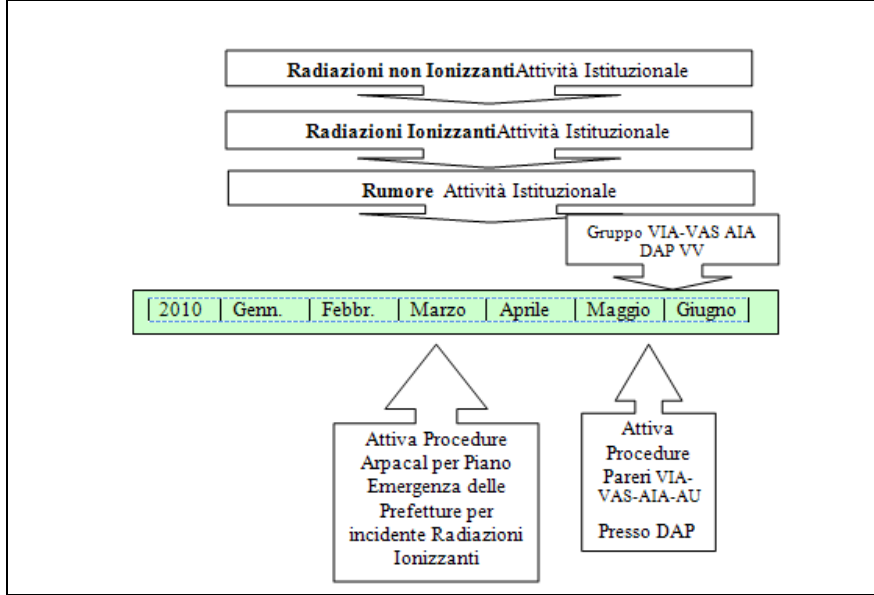 Radiazioni non IonizzantiAttività Istituzionale
Radiazioni IonizzantiAttività Istituzionale
Rumore Attività Istituzionale
Gruppo VIA-VAS AIA
DAP VV
2010 Genn. Febbr. Marzo Aprile Maggio Giugno
Attiva Procedure
Arpacal per Piano
Emergenza delle
Prefetture per
incidente Radiazioni
Ionizzanti
Attiva
Procedure
Pareri VIA-
VAS-AIA-AU
Presso DAP